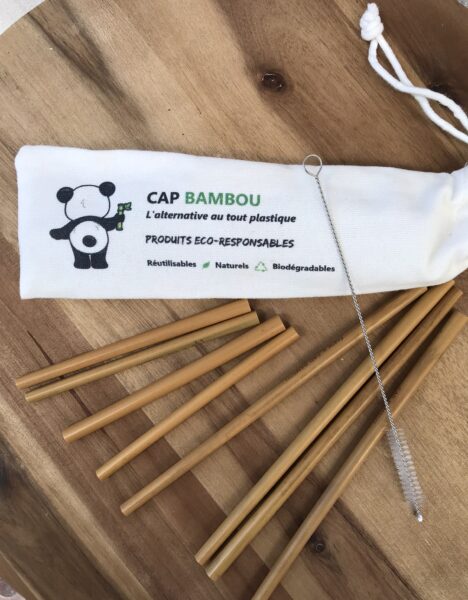 CAP BAMBOU
L'alternative au tout plastique
PRODUITS ECO-RESPONSABLES
Réutilisables Naturels Biodégradables